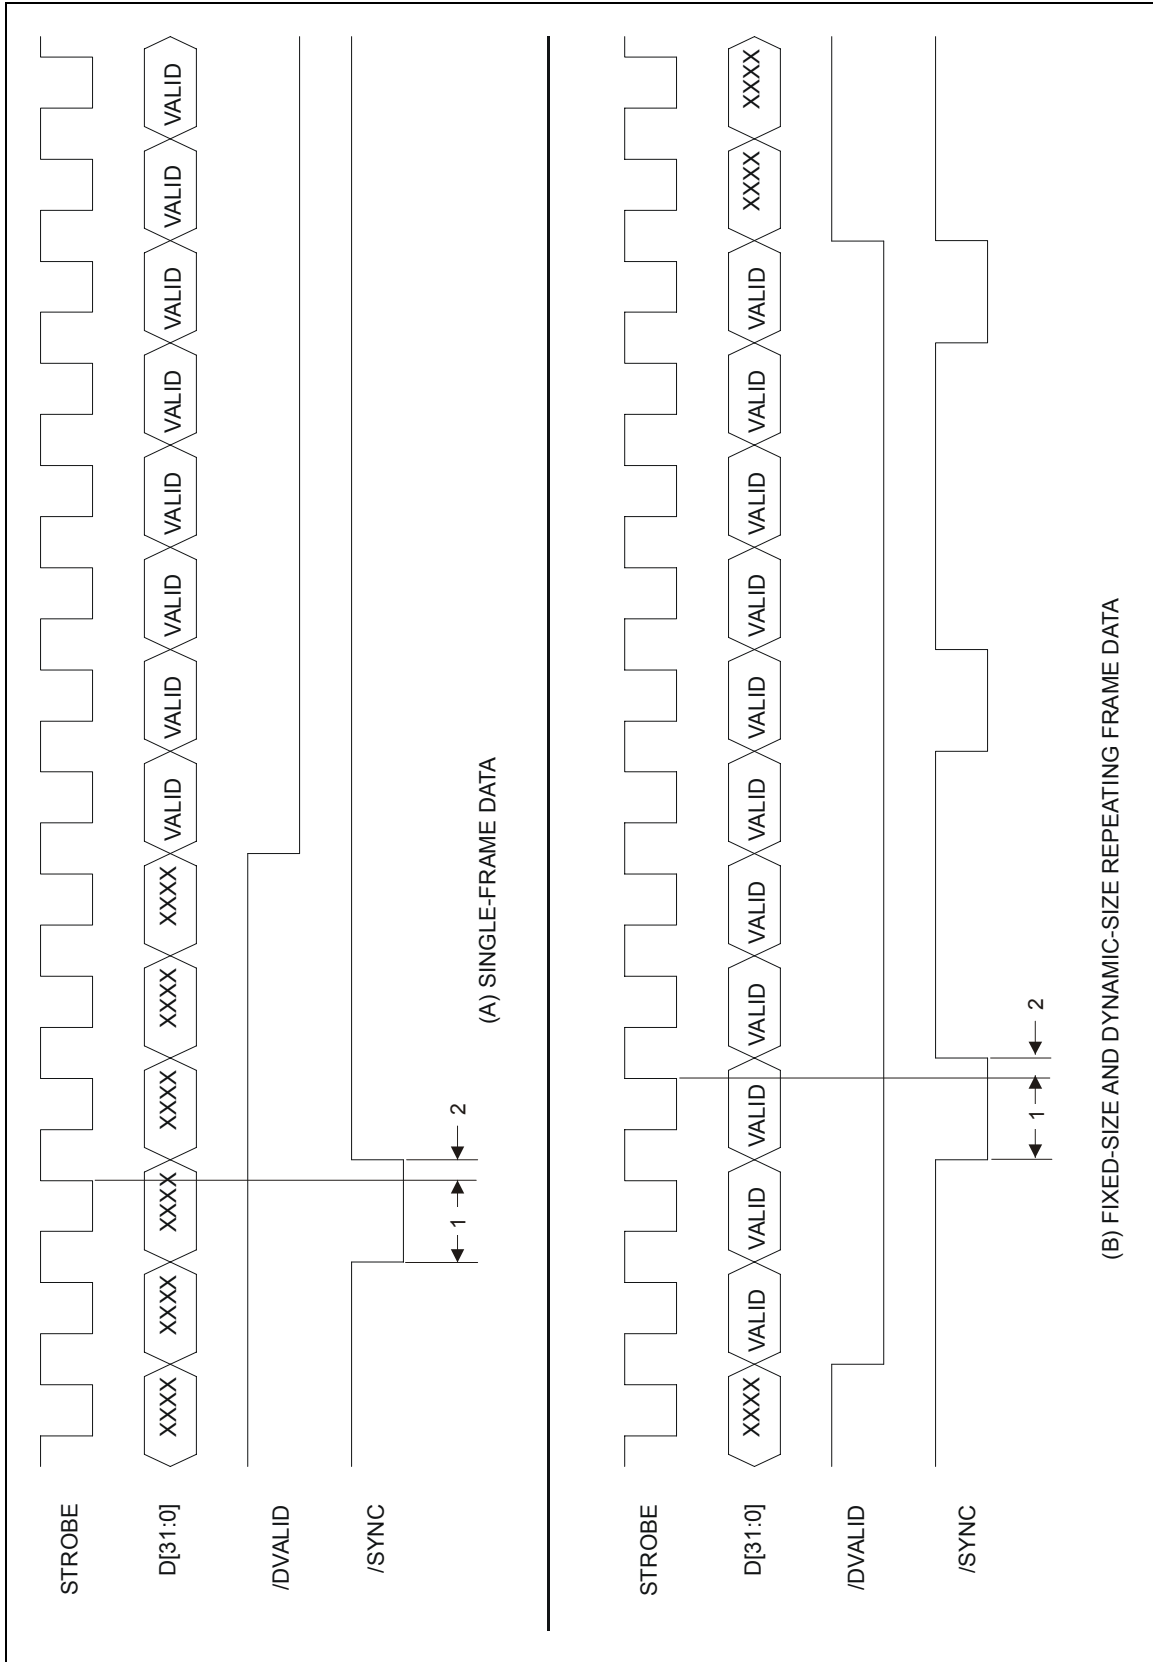 STROBE
D[31:0]
XXXX XXXX XXXX XXXX XXXX XXXX VALID VALID VALID VALID VALID VALID VALID VALID
/DVALID
/SYNC
1 2
(A) SINGLE-FRAME DATA
STROBE
D[31:0]
XXXX VALID VALID VALID VALID VALID VALID VALID VALID VALID VALID VALID XXXX XXXX
/DVALID
/SYNC
1 2
(B) FIXED-SIZE AND DYNAMIC-SIZE REPEATING FRAME DATA